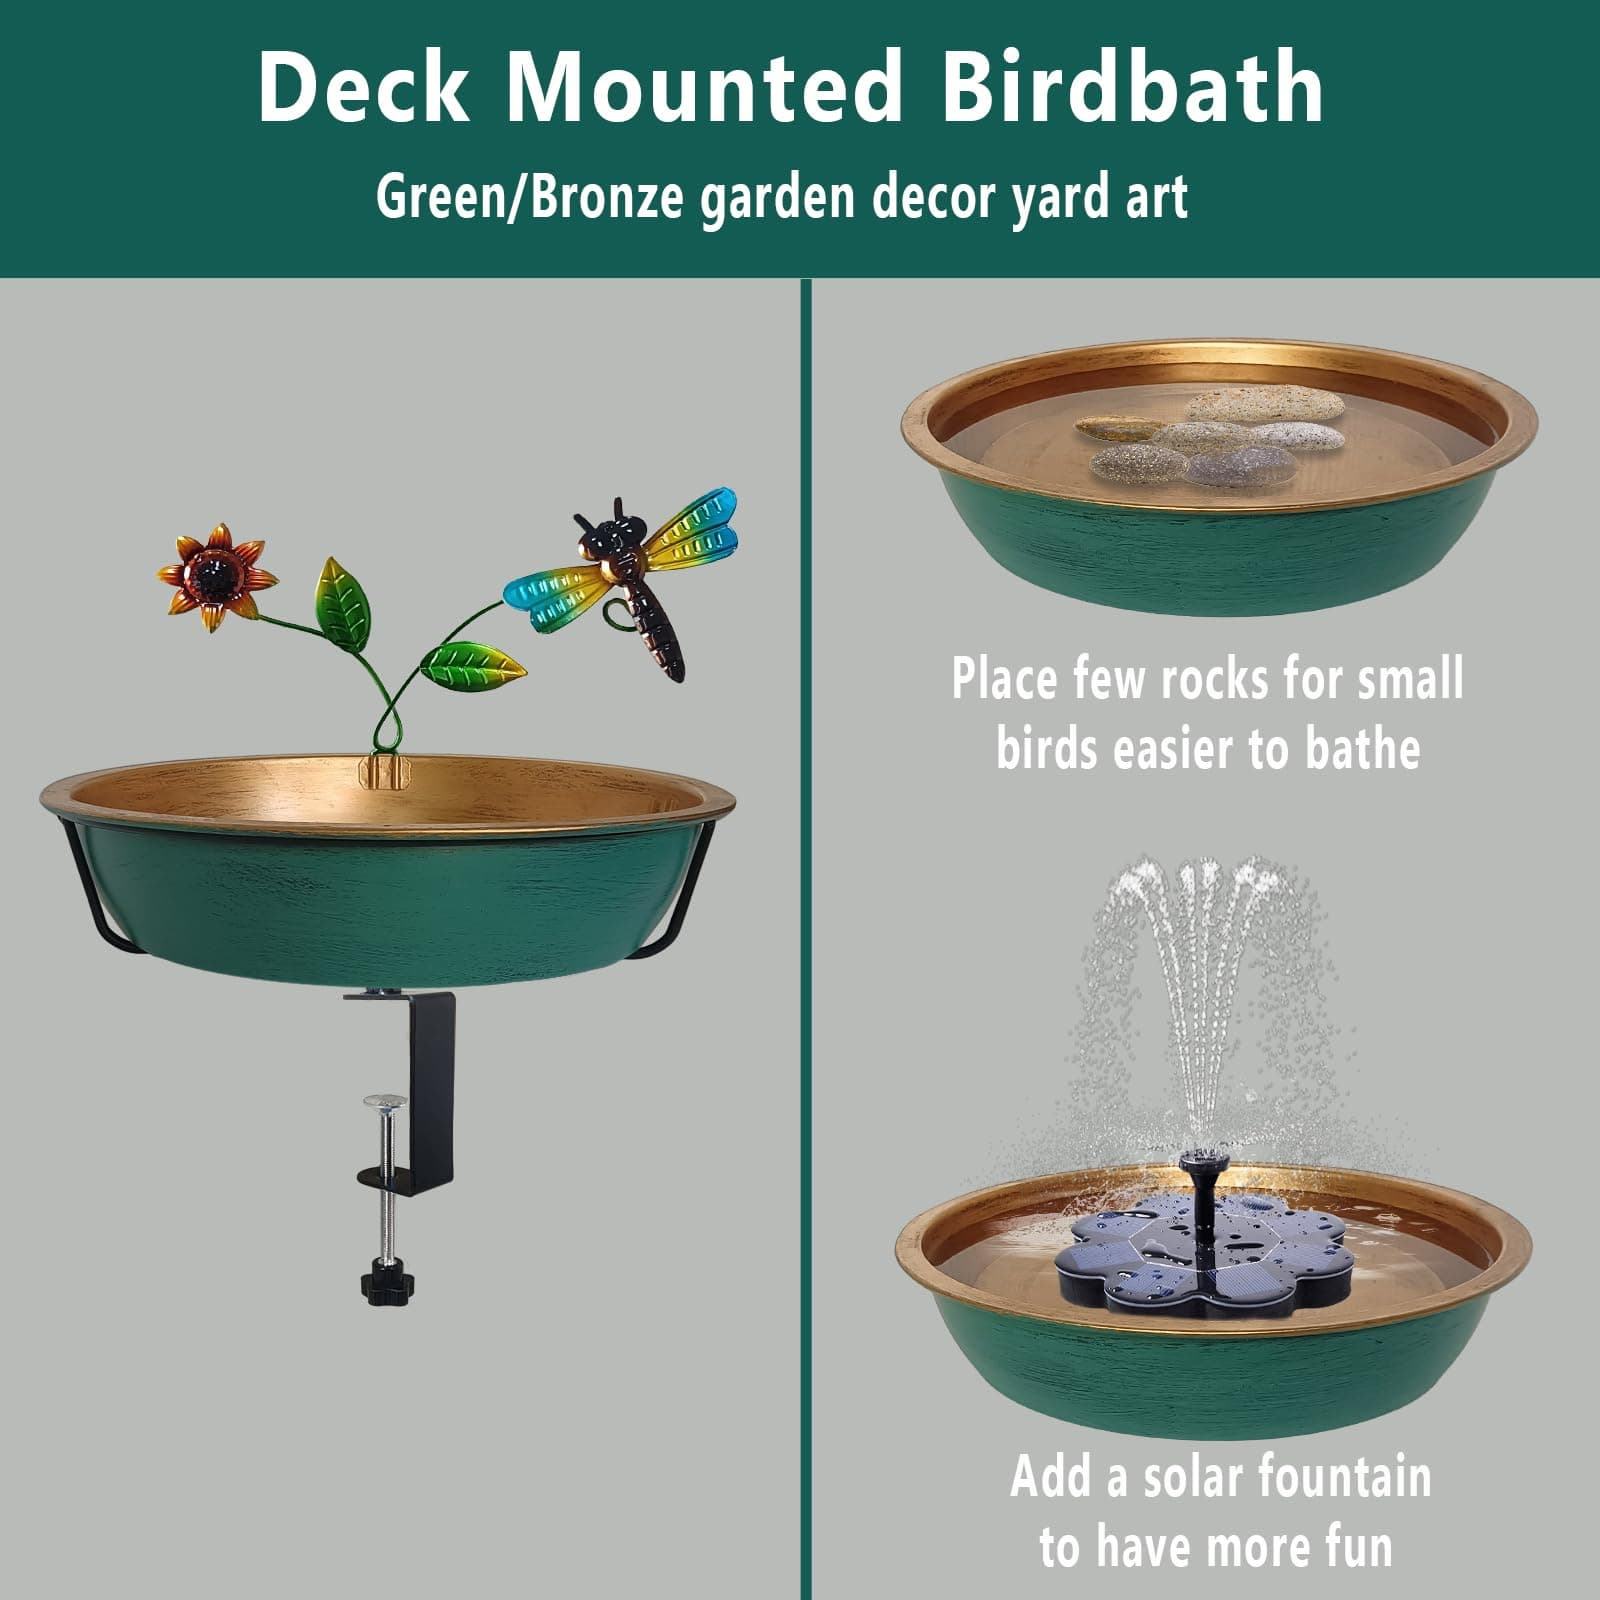 Deck Mounted Birdbath
Green/Bronze garden decor yard art
Place few rocks for small
birds easier to bathe
Add a solar fountain
to have more fun